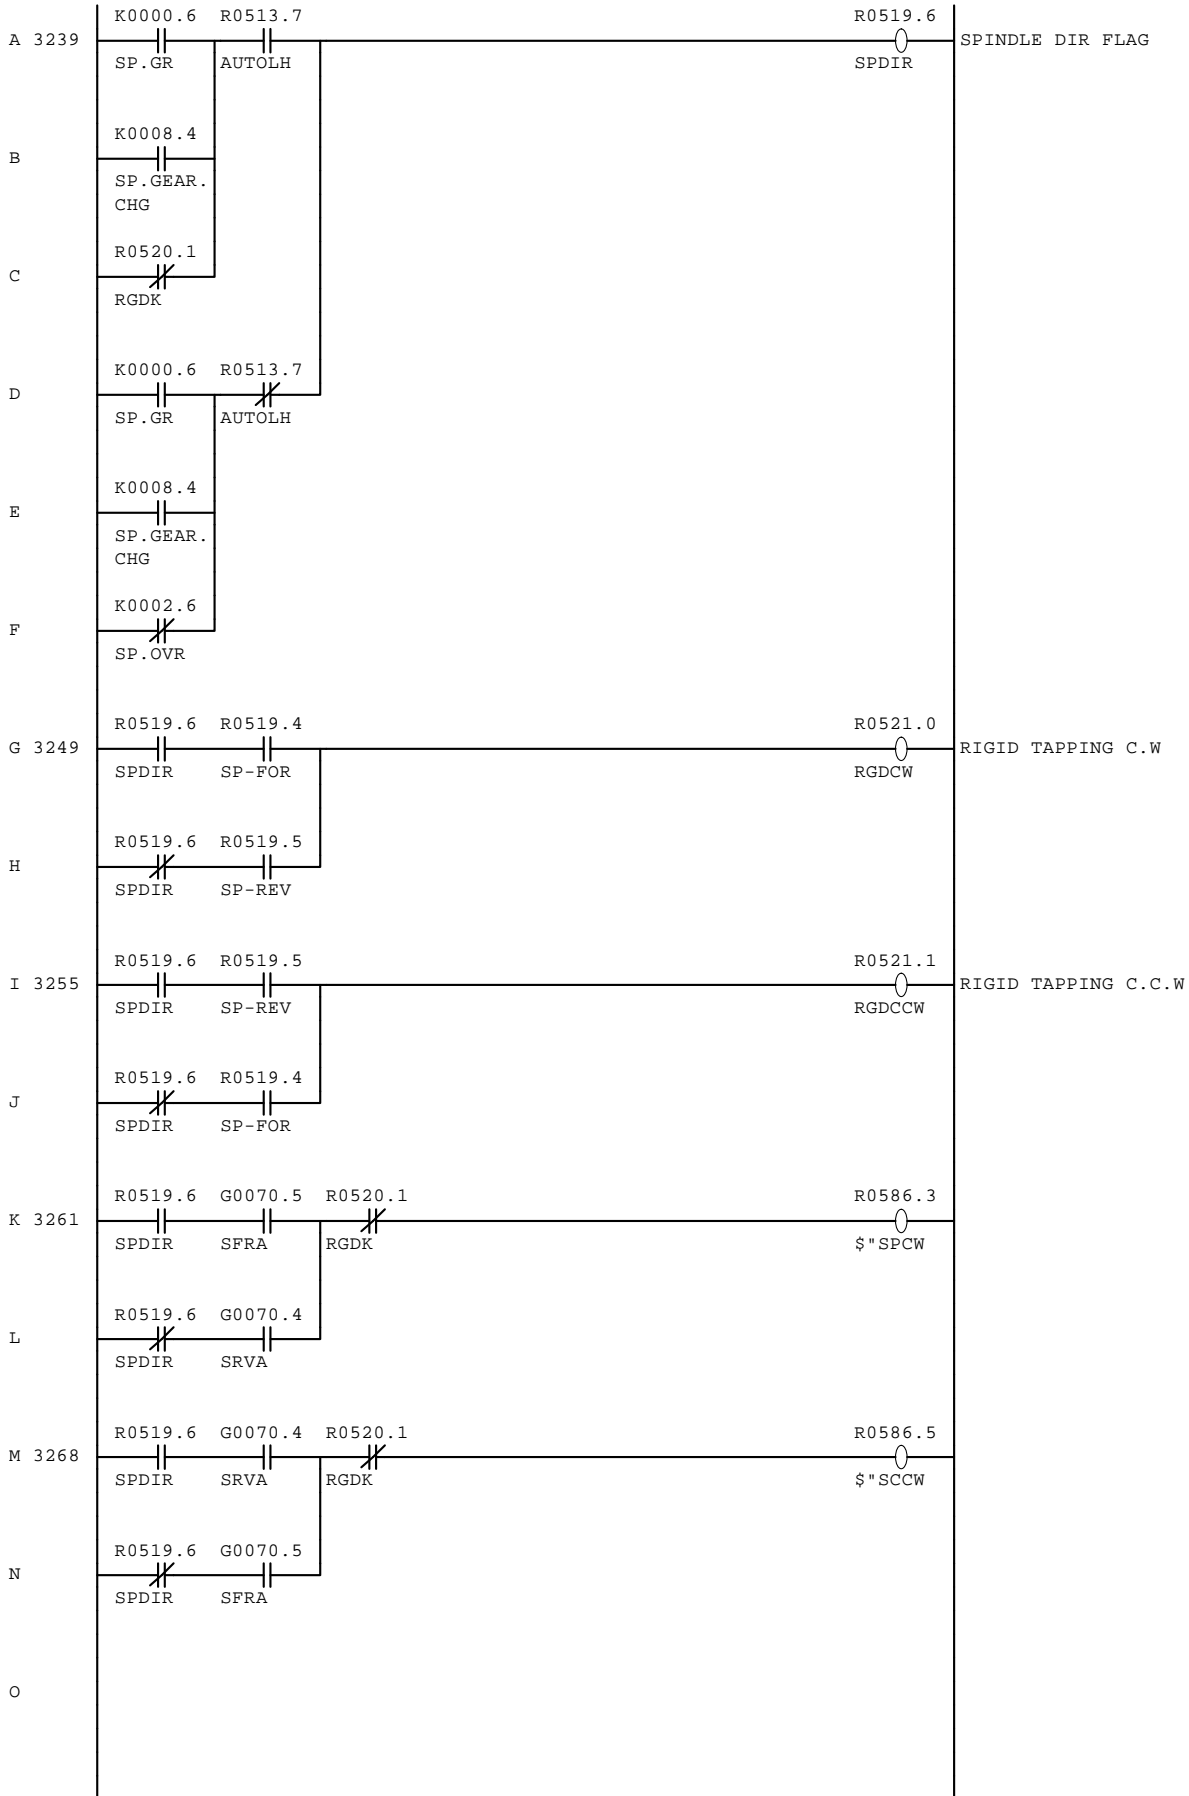 K0000.6 R0513.7 R0519.6
A 3239 SPINDLE DIR FLAG
SP.GR AUTOLH SPDIR
K0008.4
B
SP.GEAR.
CHG
R0520.1
C
RGDK
K0000.6 R0513.7
D
SP.GR AUTOLH
K0008.4
E
SP.GEAR.
CHG
K0002.6
F
SP.OVR
R0519.6 R0519.4 R0521.0
G 3249 RIGID TAPPING C.W
SPDIR SP-FOR RGDCW
R0519.6 R0519.5
H
SPDIR SP-REV
R0519.6 R0519.5 R0521.1
I 3255 RIGID TAPPING C.C.W
SPDIR SP-REV RGDCCW
R0519.6 R0519.4
J
SPDIR SP-FOR
R0519.6 G0070.5 R0520.1 R0586.3
K 3261
SPDIR SFRA RGDK $"SPCW
R0519.6 G0070.4
L
SPDIR SRVA
R0519.6 G0070.4 R0520.1 R0586.5
M 3268
SPDIR SRVA RGDK $"SCCW
R0519.6 G0070.5
N
SPDIR SFRA
O